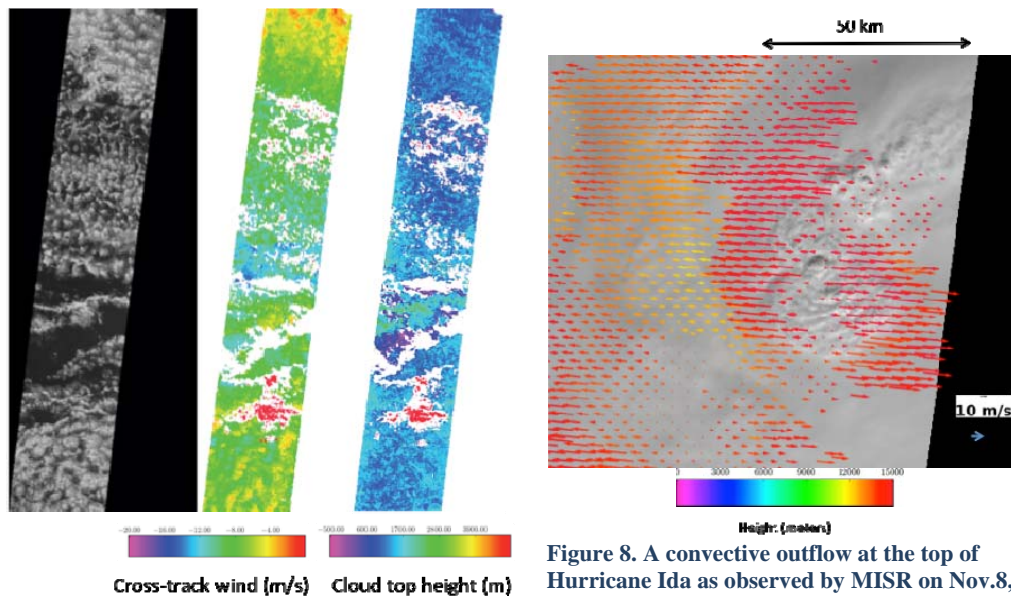 50 km
10 m/s
0 3000 6000 9000 12000 15000
Height (meters)
-20.00 -16.00 -12.00 -8.00 -4.00
-500.00 600.00 1700.00 2800.00 3900.00
Cross-track wind (m/s) Cloud top height (m)
Figure 8. A convective outflow at the top of
Hurricane Ida as observed by MISR on Nov.8,